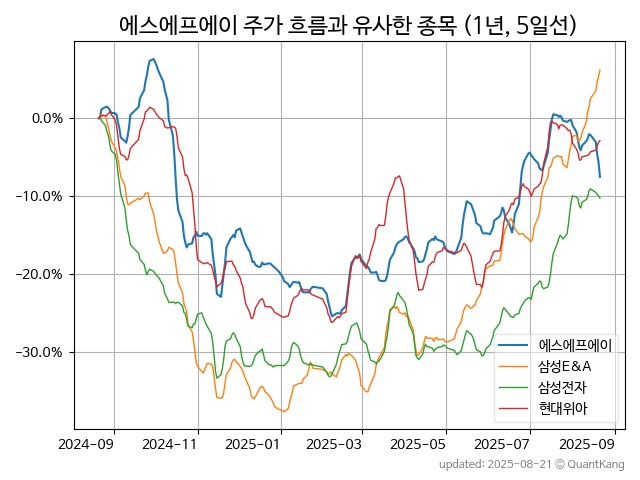 에스에프에이 주가 흐름과 유사한 종목 (1년, 5일선)
0.0%
−10.0%
−20.0%
−30.0%
2024-09 2024-11 2025-01 2025-03 2025-05 2025-07 2025-09
에스에프에이
삼성E&A
삼성전자
현대위아
updated: 2025-08-21 © QuantKang